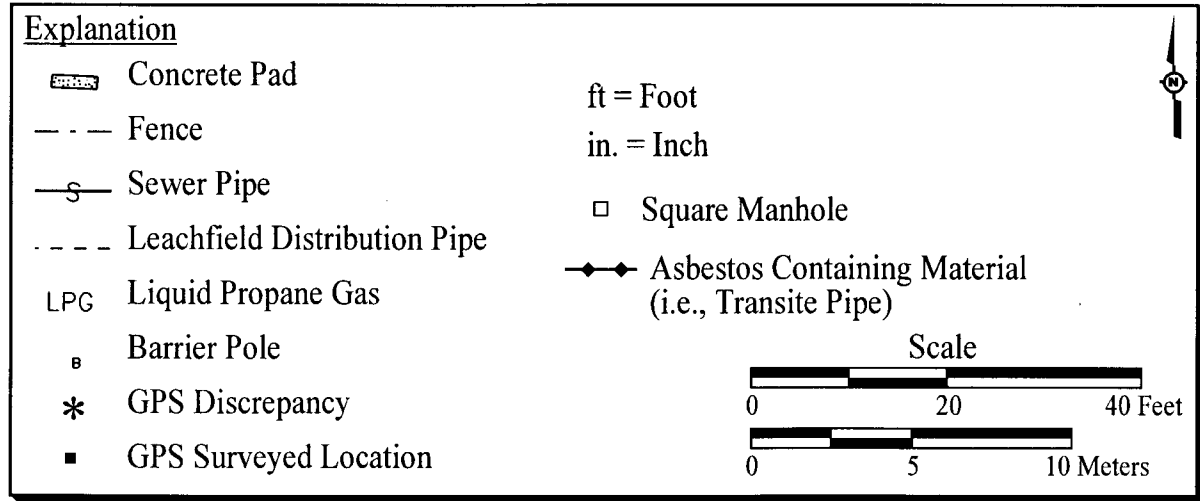 Explanation
Concrete Pad
Fence
S Sewer Pipe
Leachfield Distribution Pipe
LPG Liquid Propane Gas
B Barrier Pole
* GPS Discrepancy
GPS Surveyed Location
ft = Foot
in. = Inch
Square Manhole
Asbestos Containing Material
(i.e., Transite Pipe)
N
Scale
0 20 40 Feet
0 5 10 Meters